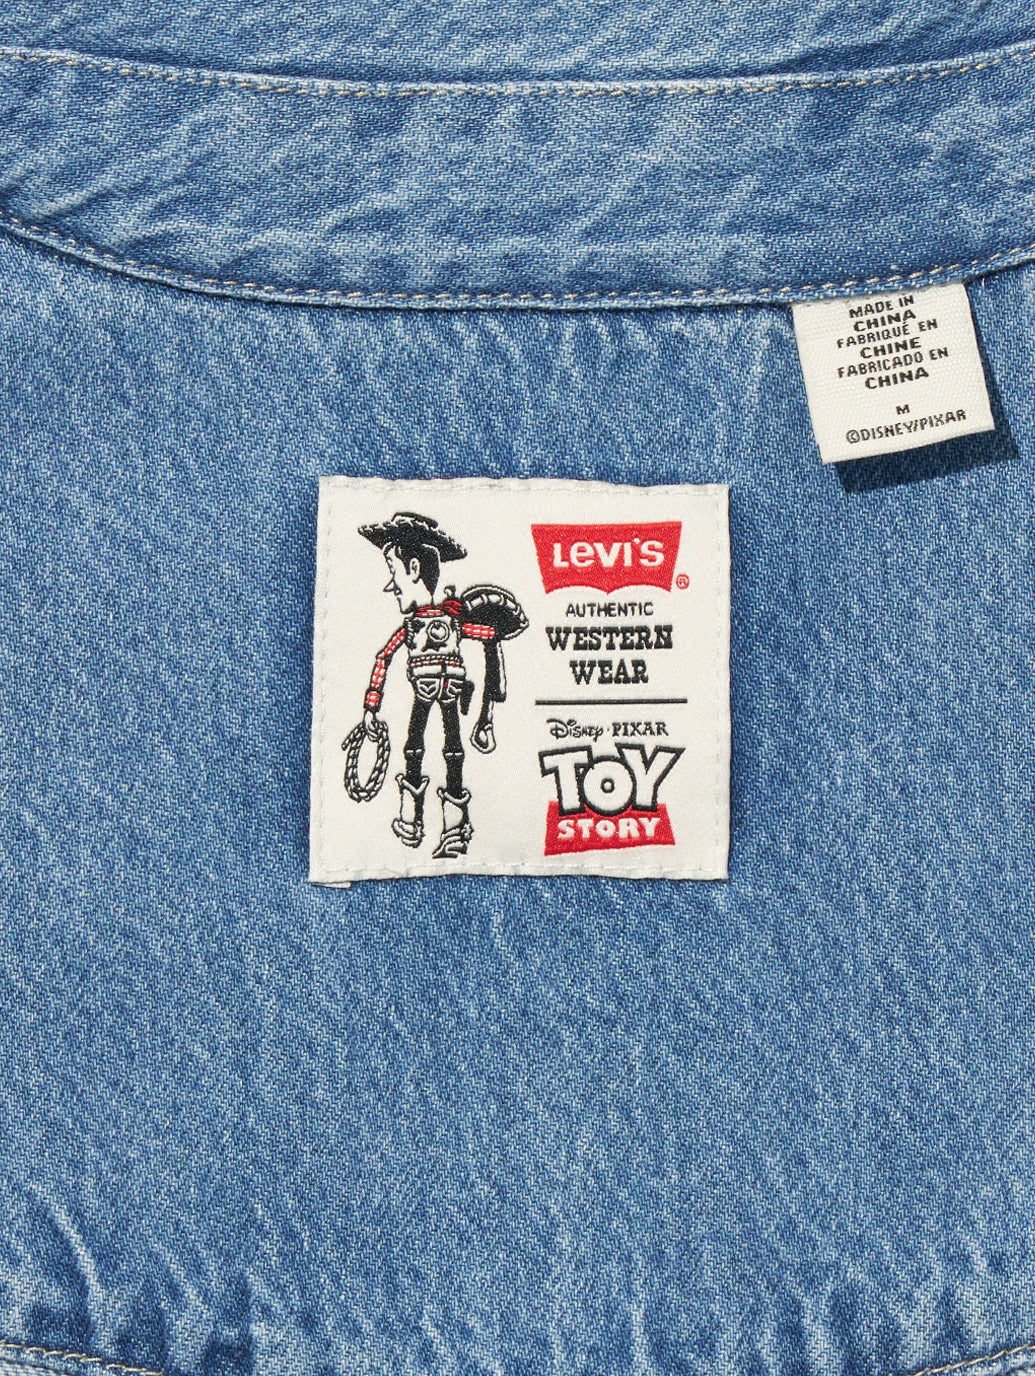 MADE IN
CHINA
FABRIQUÉ EN
CHINE
FABRICADO EN
CHINA
M
©DISNEY/PIXAR
LEVI'S
®
AUTHENTIC
WESTERN
WEAR
Disney · PIXAR
TOY
STORY